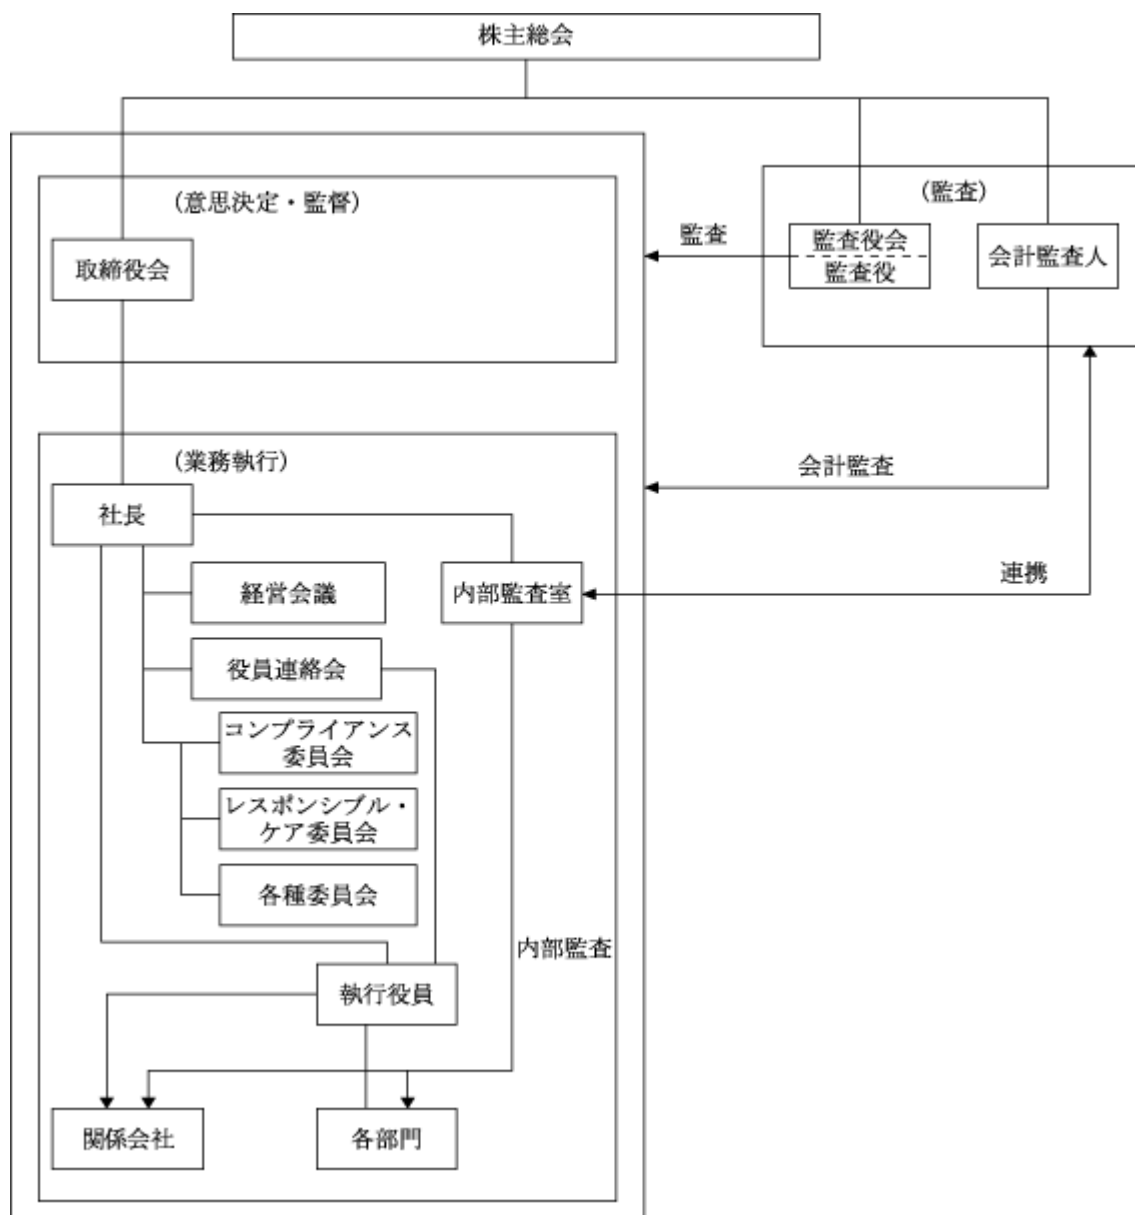 株主総会
(意思決定・監督)
(監査)
監査
監査役会
監査役
会計監査人
取締役会
(業務執行)
会計監査
社長
経営会議
内部監査室
連携
役員連絡会
コンプライアンス
委員会
レスポンシブル・
ケア委員会
各種委員会
内部監査
執行役員
関係会社
各部門